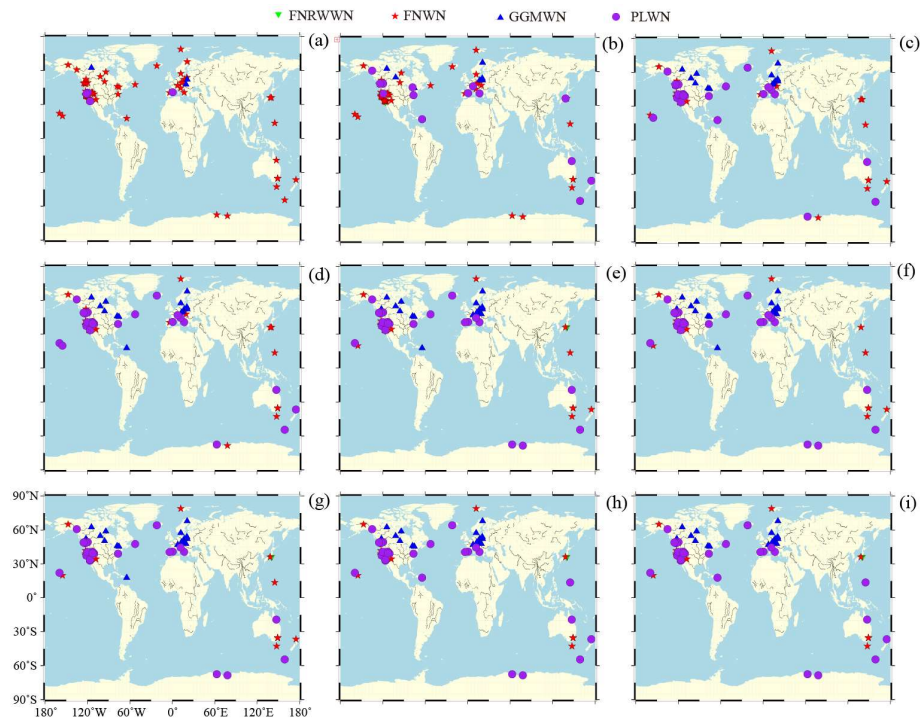 FNRWWN FNWN GGMWN PLWN
(a) (b) (c)
(d) (e) (f)
90°N (g) (h) (i)
60°N
30°N
0°
30°S
60°S
90°S
180° 120°W 60°W 0° 60°E 120°E 180°